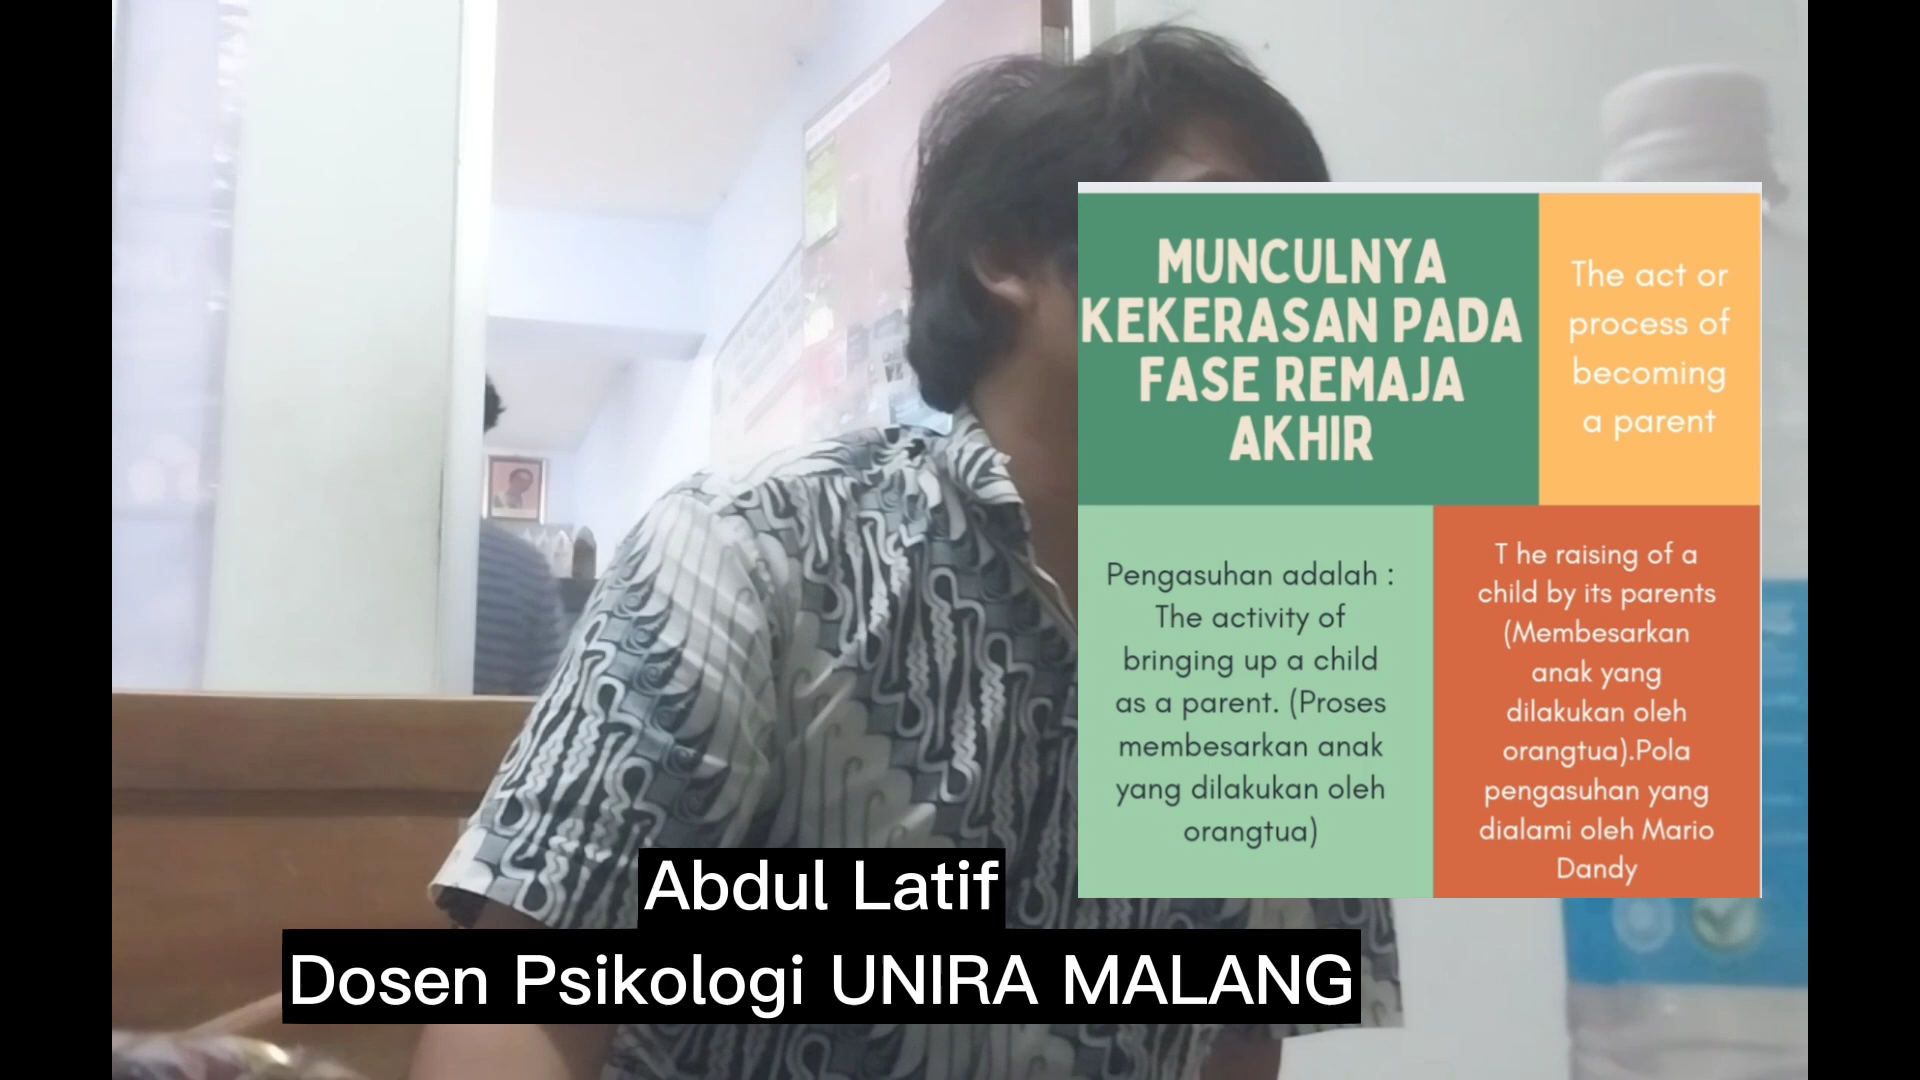 MUNCULNYA
KEKERASAN PADA
FASE REMAJA
AKHIR
The act or
process of
becoming
a parent
Pengasuhan adalah :
The activity of
bringing up a child
as a parent. (Proses
membesarkan anak
yang dilakukan oleh
orangtua)
T he raising of a
child by its parents
(Membesarkan
anak yang
dilakukan oleh
orangtua).Pola
pengasuhan yang
dialami oleh Mario
Dandy
Abdul Latif
Dosen Psikologi UNIRA MALANG